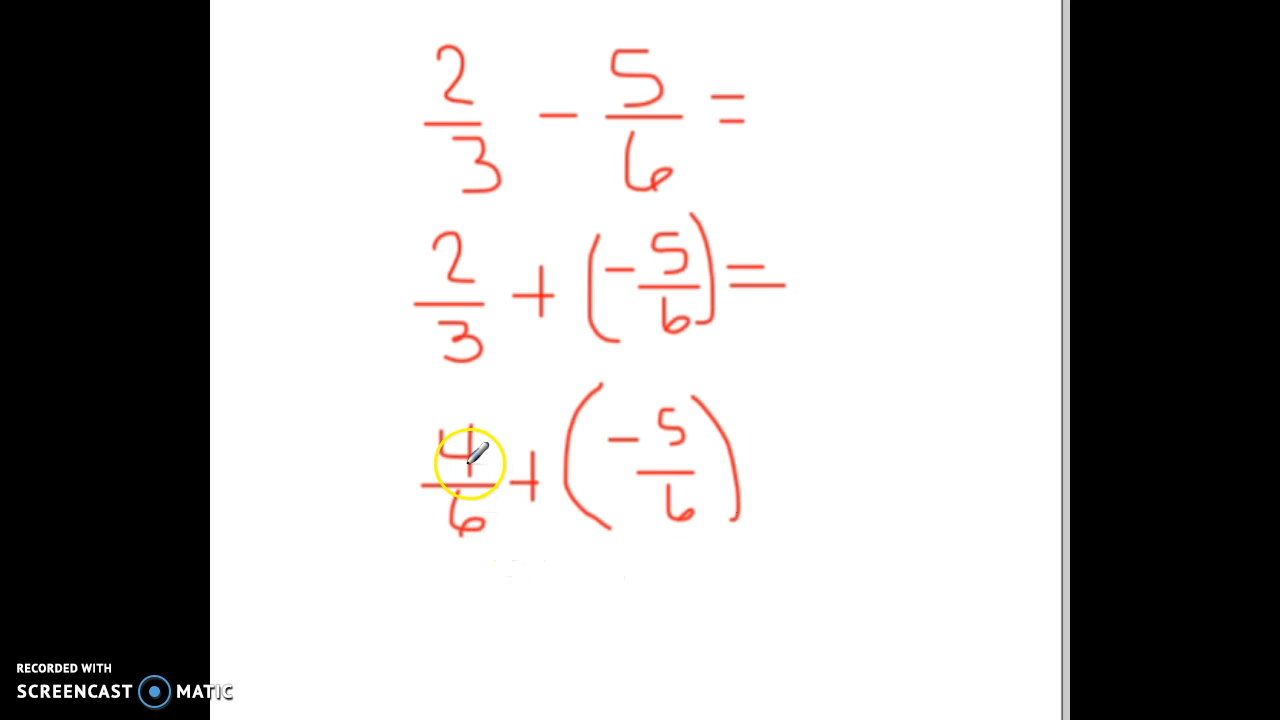 2/3 - 5/6 =
2/3 + (- 5/6) =
4/6 + (- 5/6)
RECORDED WITH
SCREENCAST MATIC